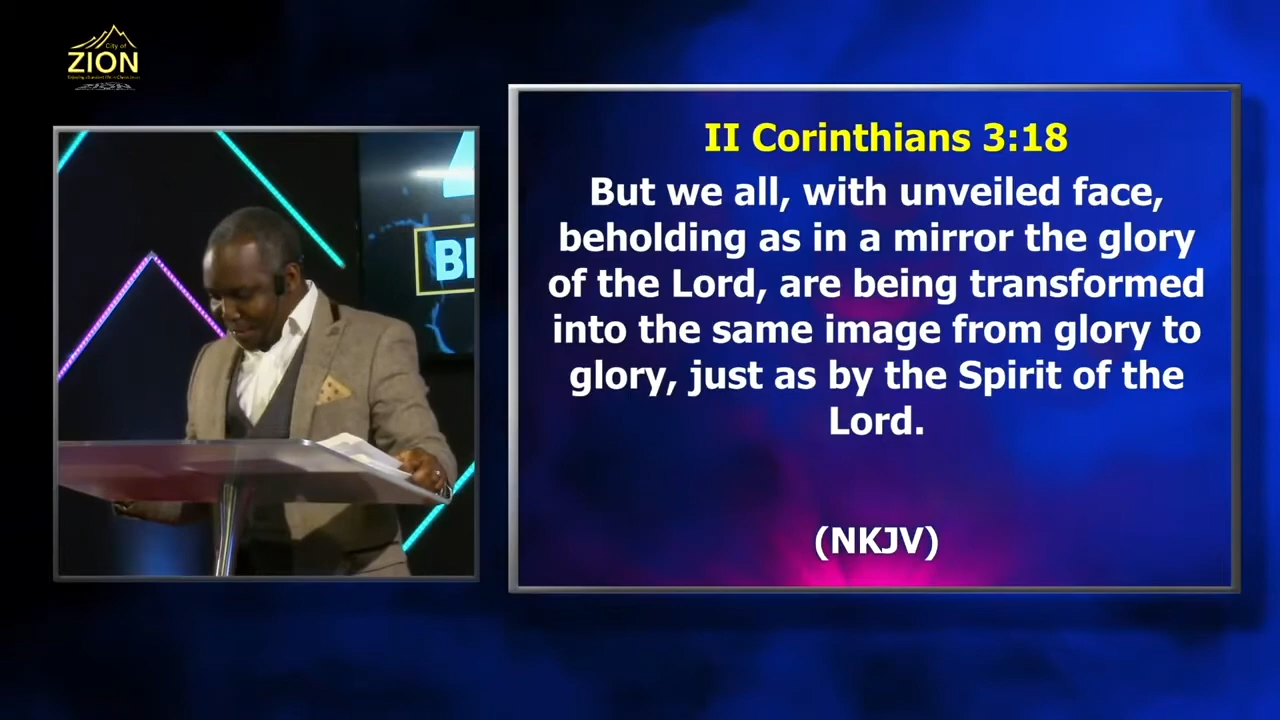 City of
ZION
II Corinthians 3:18
But we all, with unveiled face,
beholding as in a mirror the glory
of the Lord, are being transformed
into the same image from glory to
glory, just as by the Spirit of the
Lord.
(NKJV)